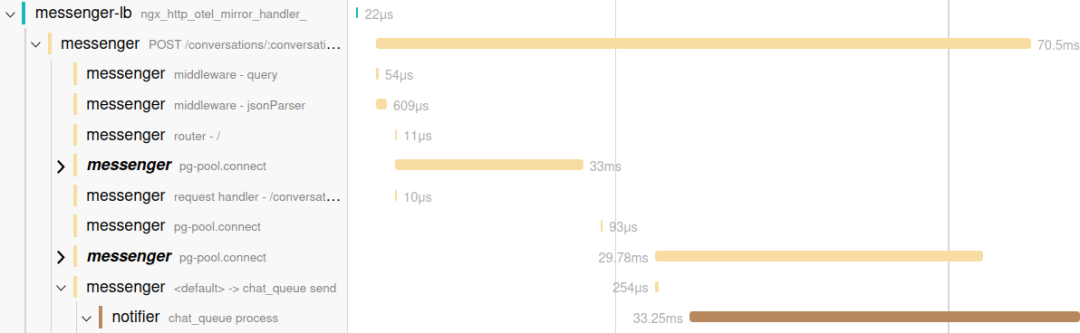 messenger-lb ngx_http_otel_mirror_handler_ 22µs
messenger POST /conversations/:conversati... 70.5ms
messenger middleware - query 54µs
messenger middleware - jsonParser 609µs
messenger router - / 11µs
messenger pg-pool.connect 33ms
messenger request handler - /conversat... 10µs
messenger pg-pool.connect 93µs
messenger pg-pool.connect 29.78ms
messenger <default> -> chat_queue send 254µs
notifier chat_queue process 33.25ms